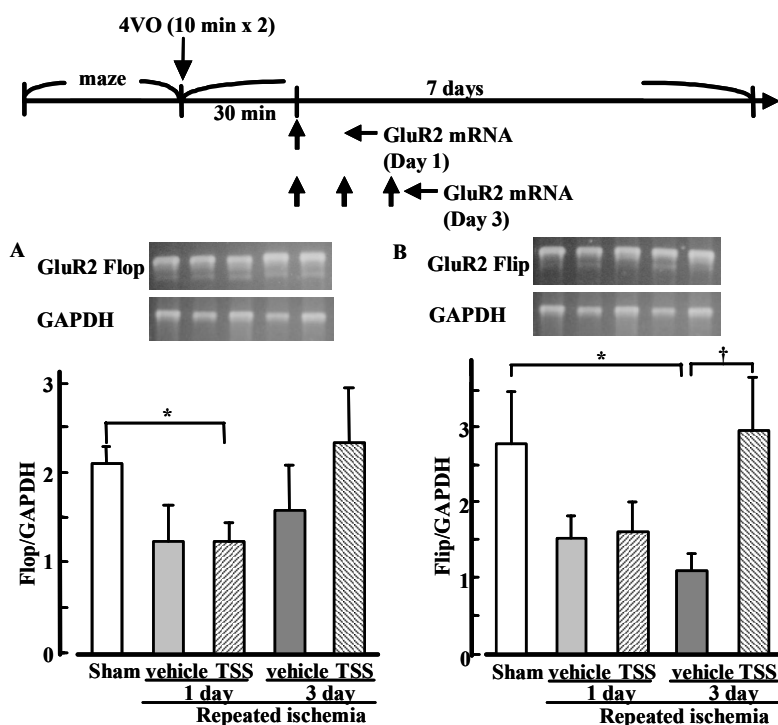 4VO (10 min x 2)
maze
7 days
30 min
GluR2 mRNA
(Day 1)
GluR2 mRNA
(Day 3)
A
GluR2 Flop
GAPDH
3
2
1
0
Flop/GAPDH
*
Sham vehicle TSS vehicle TSS
1 day 3 day
Repeated ischemia
B
GluR2 Flip
GAPDH
3
2
1
0
Flip/GAPDH
*
†
Sham vehicle TSS vehicle TSS
1 day 3 day
Repeated ischemia